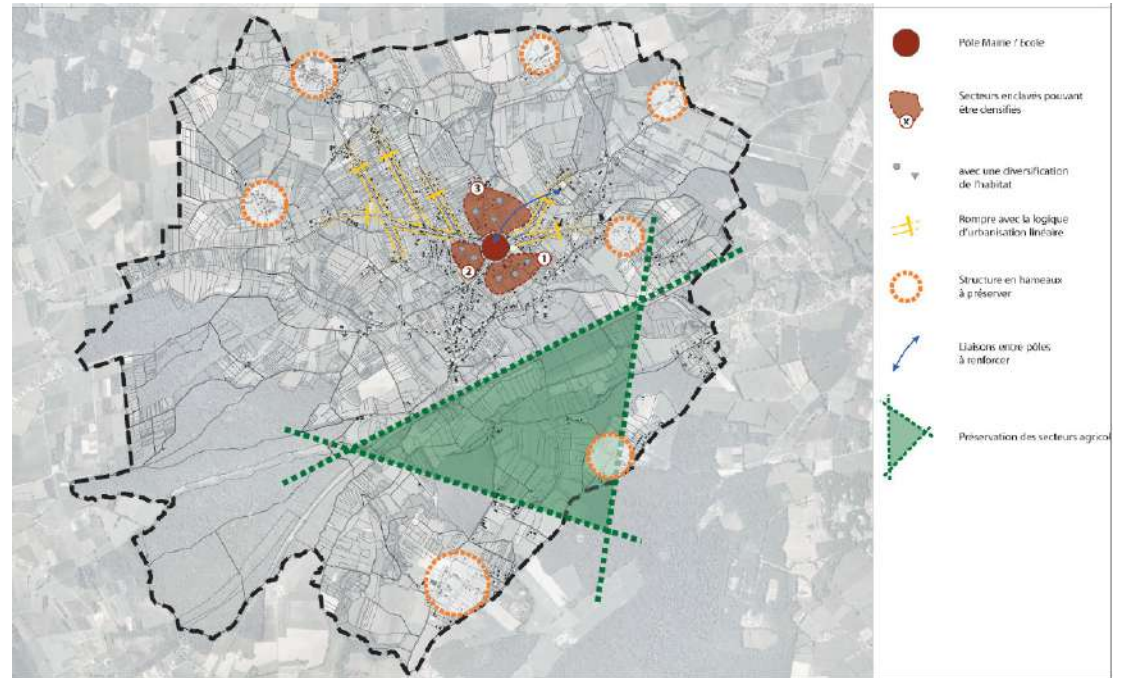 3
2
1
Pôle Mairie / Ecole
Secteurs enclavés pouvant
être densifiés
X
avec une diversification
de l'habitat
Rompre avec la logique
d'urbanisation linéaire
Structure en hameaux
à préserver
Liaisons entre pôles
à renforcer
Préservation des secteurs agricol